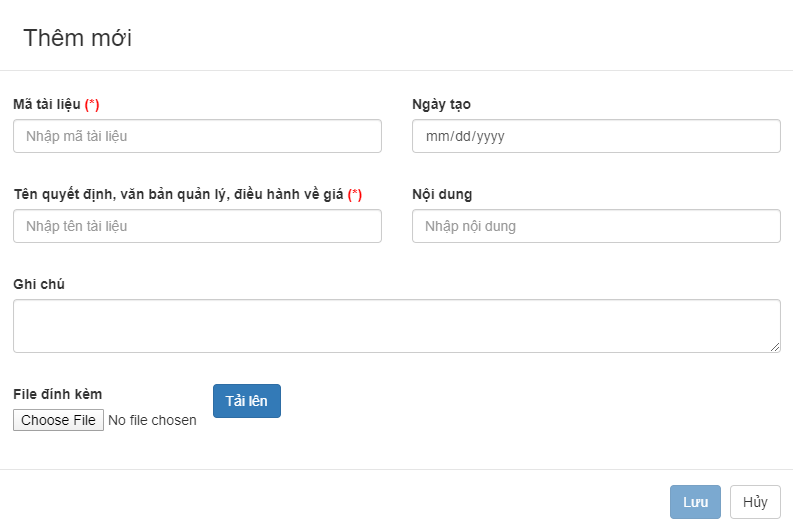 Thêm mới
Mã tài liệu (*)
Ngày tạo
Nhập mã tài liệu
mm/dd/yyyy
Tên quyết định, văn bản quản lý, điều hành về giá (*)
Nội dung
Nhập tên tài liệu
Nhập nội dung
Ghi chú
File đính kèm
Tải lên
Choose File No file chosen
Lưu
Hủy